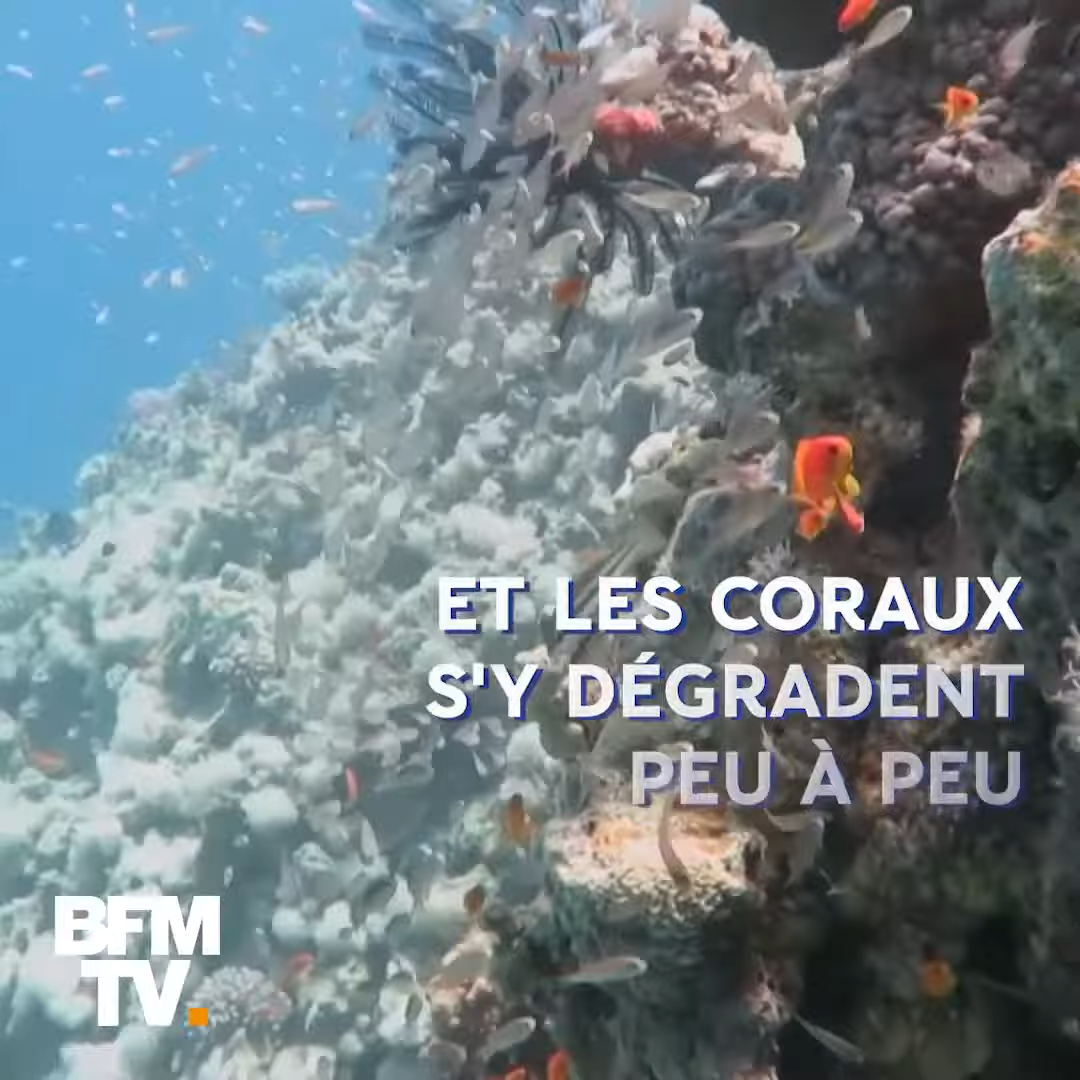 ET LES CORAUX
S'Y DÉGRADENT
PEU À PEU
BFM
TV.